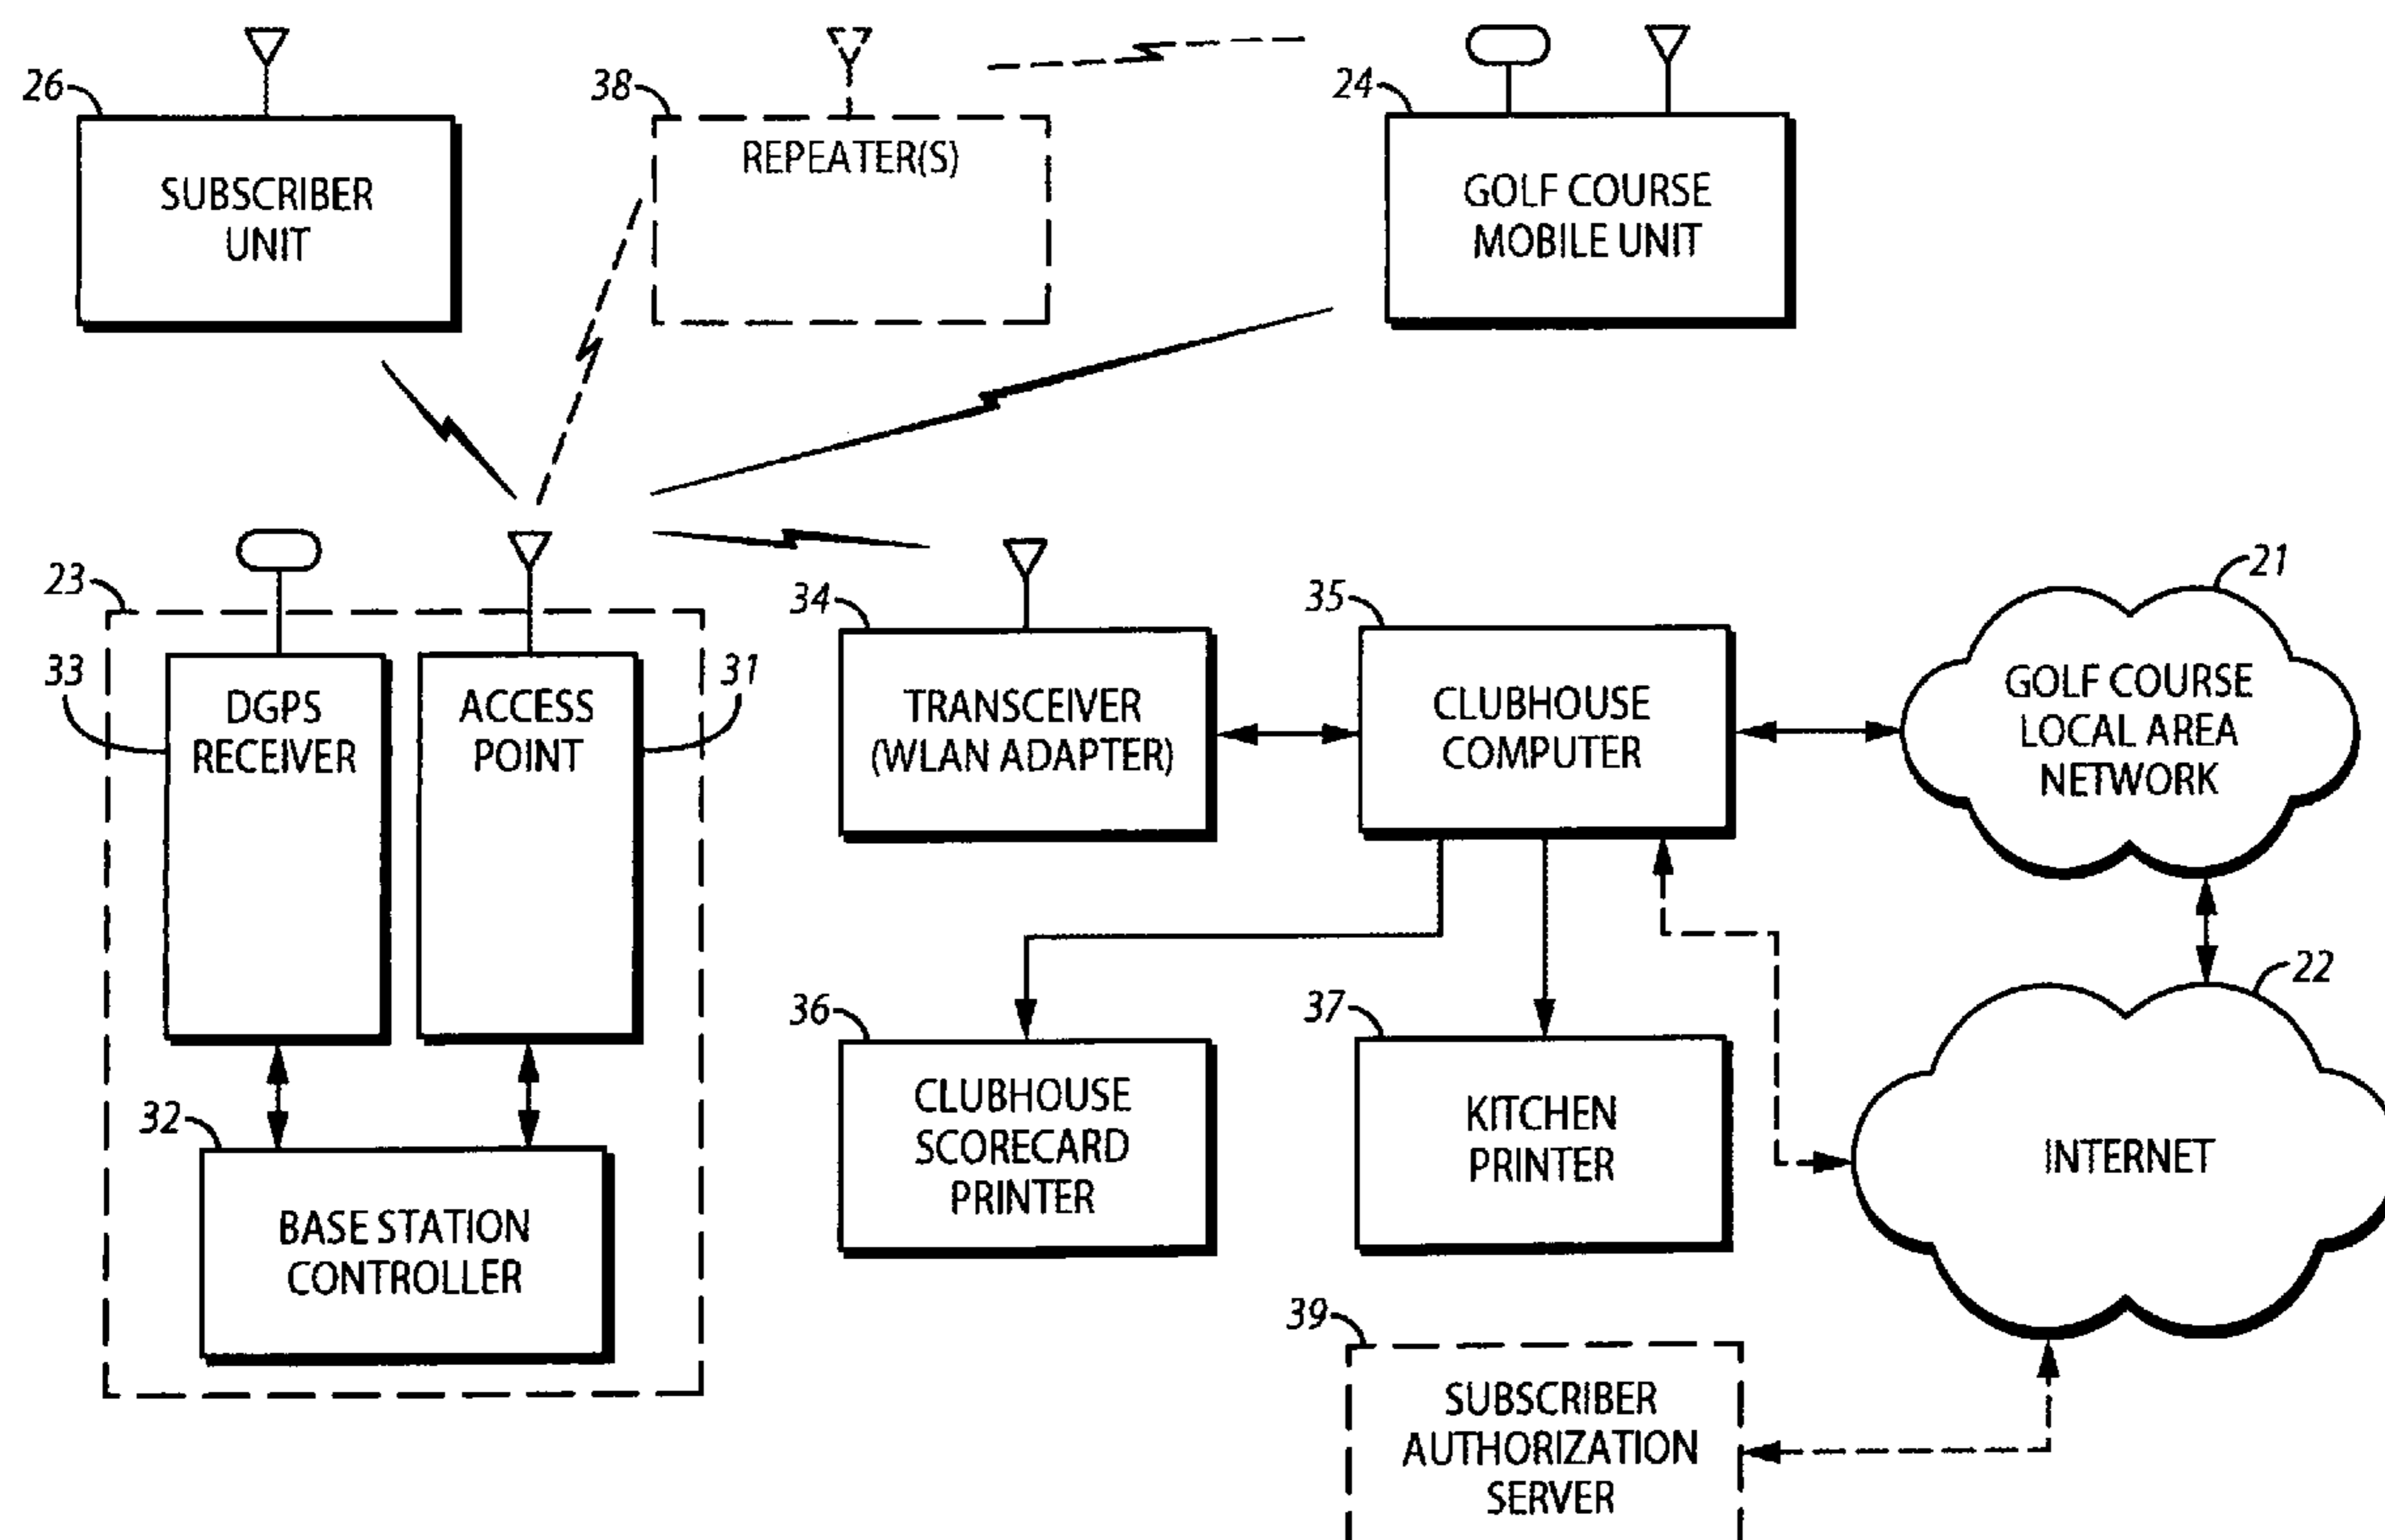 26
SUBSCRIBER
UNIT
38
REPEATER(S)
24
GOLF COURSE
MOBILE UNIT
23
33
DGPS
RECEIVER
ACCESS
POINT
31
32
BASE STATION
CONTROLLER
34
TRANSCEIVER
(WLAN ADAPTER)
35
CLUBHOUSE
COMPUTER
21
GOLF COURSE
LOCAL AREA
NETWORK
36
CLUBHOUSE
SCORECARD
PRINTER
37
KITCHEN
PRINTER
22
INTERNET
39
SUBSCRIBER
AUTHORIZATION
SERVER